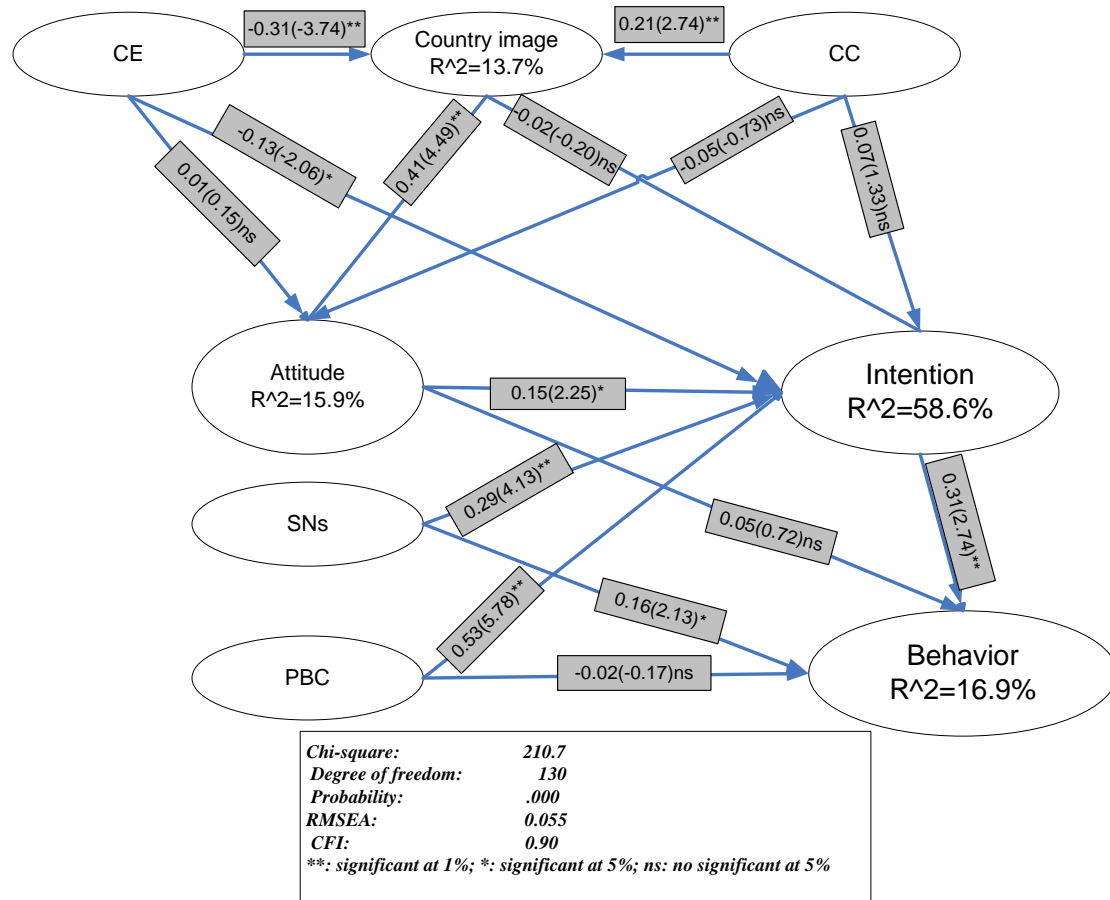 -0.31(-3.74)**
0.21(2.74)**
CE
Country image
R^2=13.7%
CC
-0.13(-2.06)*
0.01(0.15)ns
0.41(4.49)**
-0.02(-0.20)ns
-0.05(-0.73)ns
0.07(1.33)ns
Attitude
R^2=15.9%
0.15(2.25)*
Intention
R^2=58.6%
SNs
0.29(4.13)**
0.05(0.72)ns
0.31(2.74)**
0.53(5.78)**
0.16(2.13)*
PBC
-0.02(-0.17)ns
Behavior
R^2=16.9%
Chi-square: 210.7
Degree of freedom: 130
Probability: .000
RMSEA: 0.055
CFI: 0.90
**: significant at 1%; *: significant at 5%; ns: no significant at 5%